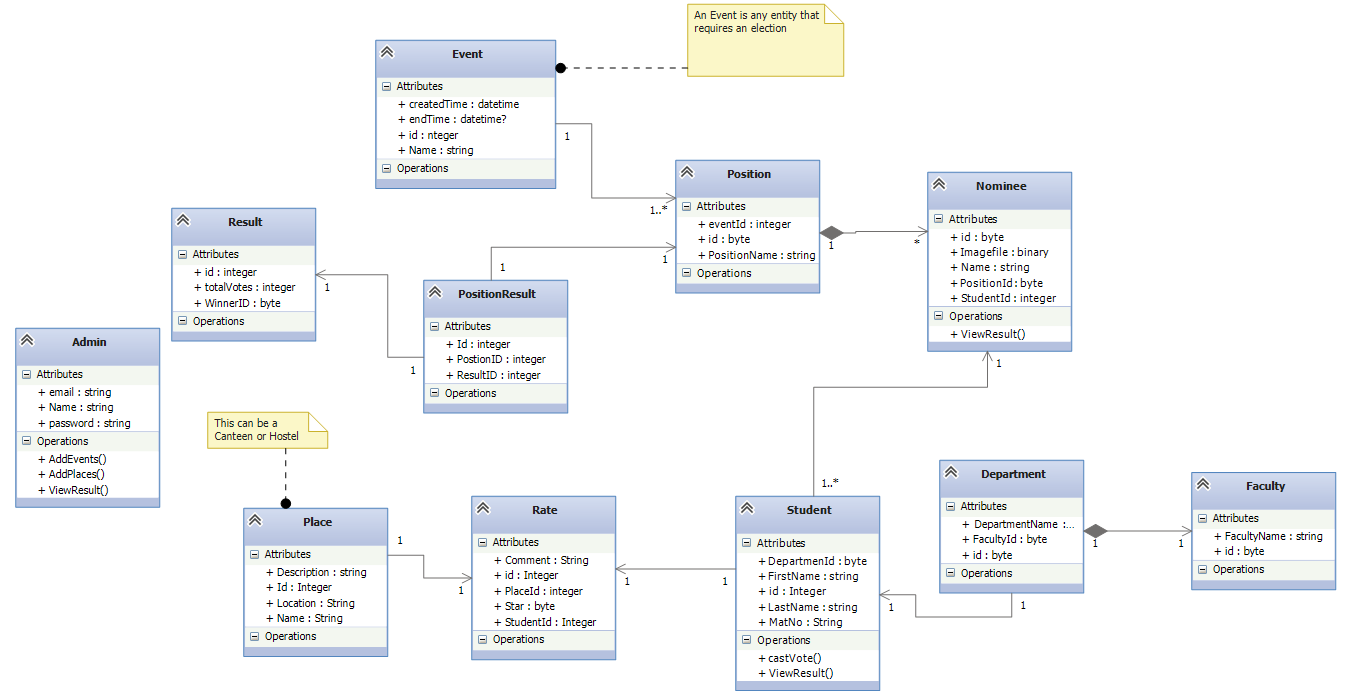 An Event is any entity that
requires an election
Event
Attributes
+ createdTime : datetime
+ endTime : datetime?
+ id : nteger
+ Name : string
Operations
1
1..*
Position
Attributes
+ eventId : integer
+ id : byte
+ PositionName : string
Operations
1
*
Nominee
Attributes
+ id : byte
+ Imagefile : binary
+ Name : string
+ PositionId : byte
+ StudentId : integer
Operations
+ ViewResult()
Result
Attributes
+ id : integer
+ totalVotes : integer
+ WinnerID : byte
Operations
1
1
1
1
PositionResult
Attributes
+ Id : integer
+ PostionID : integer
+ ResultID : integer
Operations
Admin
Attributes
+ email : string
+ Name : string
+ password : string
Operations
+ AddEvents()
+ AddPlaces()
+ ViewResult()
This can be a
Canteen or Hostel
Place
Attributes
+ Description : string
+ Id : Integer
+ Location : String
+ Name : String
Operations
1
1
Rate
Attributes
+ Comment : String
+ id : Integer
+ PlaceId : integer
+ Star : byte
+ StudentId : Integer
Operations
1
1
1
1..*
Student
Attributes
+ DepartmenId : byte
+ FirstName : string
+ id : Integer
+ LastName : string
+ MatNo : String
Operations
+ castVote()
+ ViewResult()
1
1
Department
Attributes
+ DepartmentName :...
+ FacultyId : byte
+ id : byte
Operations
1
1
Faculty
Attributes
+ FacultyName : string
+ id : byte
Operations